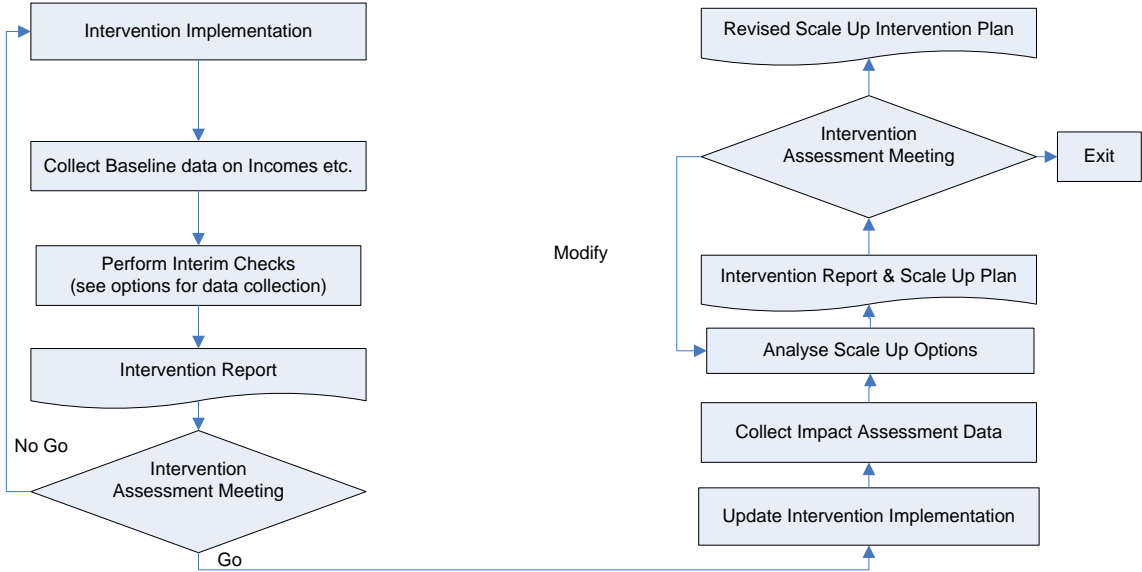 Intervention Implementation
Collect Baseline data on Incomes etc.
Perform Interim Checks
(see options for data collection)
Intervention Report
No Go
Intervention
Assessment Meeting
Go
Revised Scale Up Intervention Plan
Intervention
Assessment Meeting
Exit
Modify
Intervention Report & Scale Up Plan
Analyse Scale Up Options
Collect Impact Assessment Data
Update Intervention Implementation